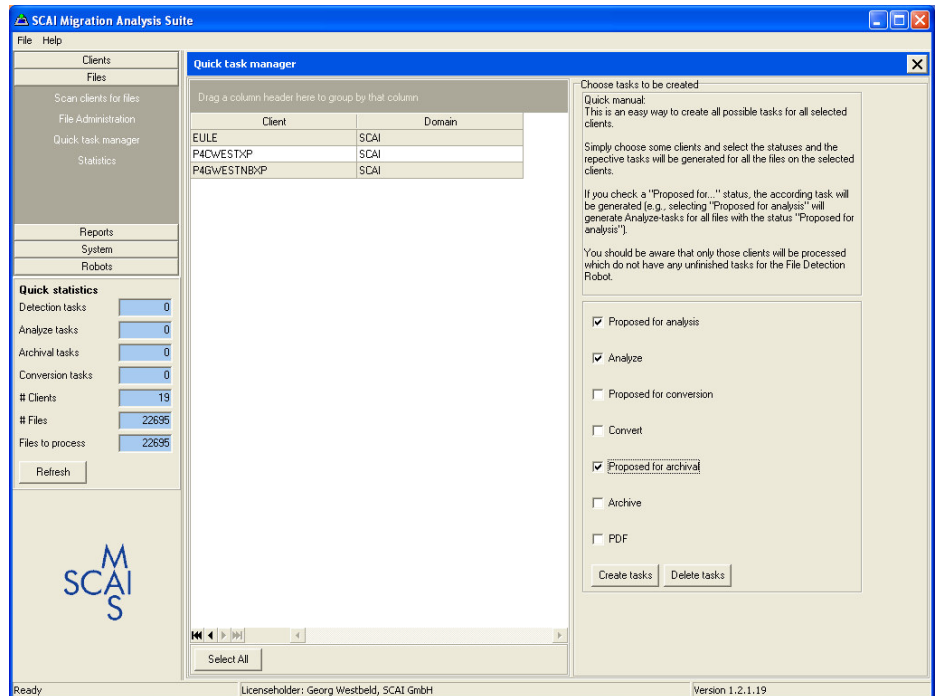 SCAI Migration Analysis Suite
File Help
Clients
Files
Scan clients for files
File Administration
Quick task manager
Statistics
Reports
System
Robots
Quick statistics
Detection tasks 0
Analyze tasks 0
Archival tasks 0
Conversion tasks 0
# Clients 19
# Files 22695
Files to process 22695
Refresh
M
SCAI
S
Quick task manager
Drag a column header here to group by that column
Client Domain
EULE SCAI
P4CWESTXP SCAI
P4GWESTNBXP SCAI
Select All
Choose tasks to be created
Quick manual:
This is an easy way to create all possible tasks for all selected
clients.
Simply choose some clients and select the statuses and the
repective tasks will be generated for all the files on the selected
clients.
If you check a "Proposed for..." status, the according task will
be generated (e.g., selecting "Proposed for analysis" will
generate Analyze-tasks for all files with the status "Proposed for
analysis").
You should be aware that only those clients will be processed
which do not have any unfinished tasks for the File Detection
Robot.
Proposed for analysis
Analyze
Proposed for conversion
Convert
Proposed for archival
Archive
PDF
Create tasks Delete tasks
Ready
Licenseholder: Georg Westbeld, SCAI GmbH
Version 1.2.1.19